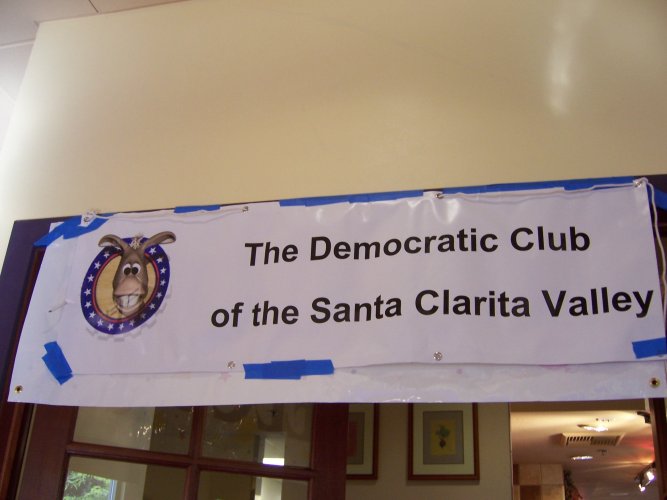 The Democratic Club
of the Santa Clarita Valley